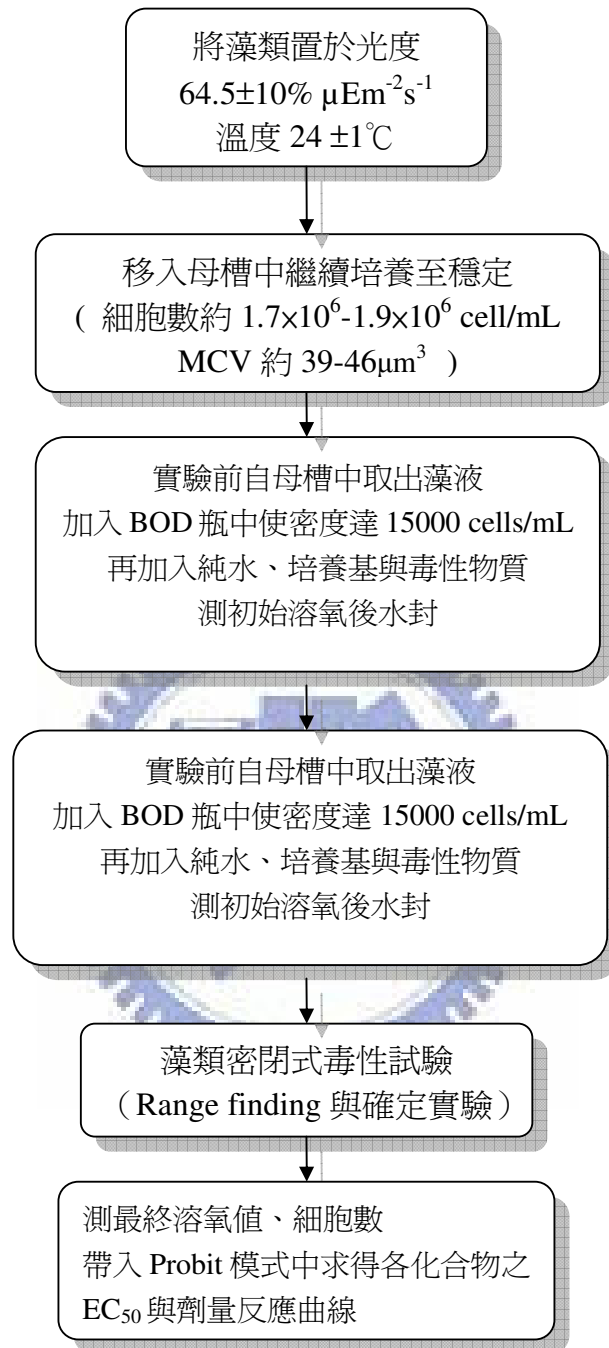 將藻類置於光度
64.5±10% µEm⁻²s⁻¹
溫度 24 ±1℃
移入母槽中繼續培養至穩定
( 細胞數約 1.7×10⁶-1.9×10⁶ cell/mL
MCV 約 39-46µm³ )
實驗前自母槽中取出藻液
加入 BOD 瓶中使密度達 15000 cells/mL
再加入純水、培養基與毒性物質
測初始溶氧後水封
實驗前自母槽中取出藻液
加入 BOD 瓶中使密度達 15000 cells/mL
再加入純水、培養基與毒性物質
測初始溶氧後水封
藻類密閉式毒性試驗
（Range finding 與確定實驗）
測最終溶氧值、細胞數
帶入 Probit 模式中求得各化合物之
EC₅₀ 與劑量反應曲線